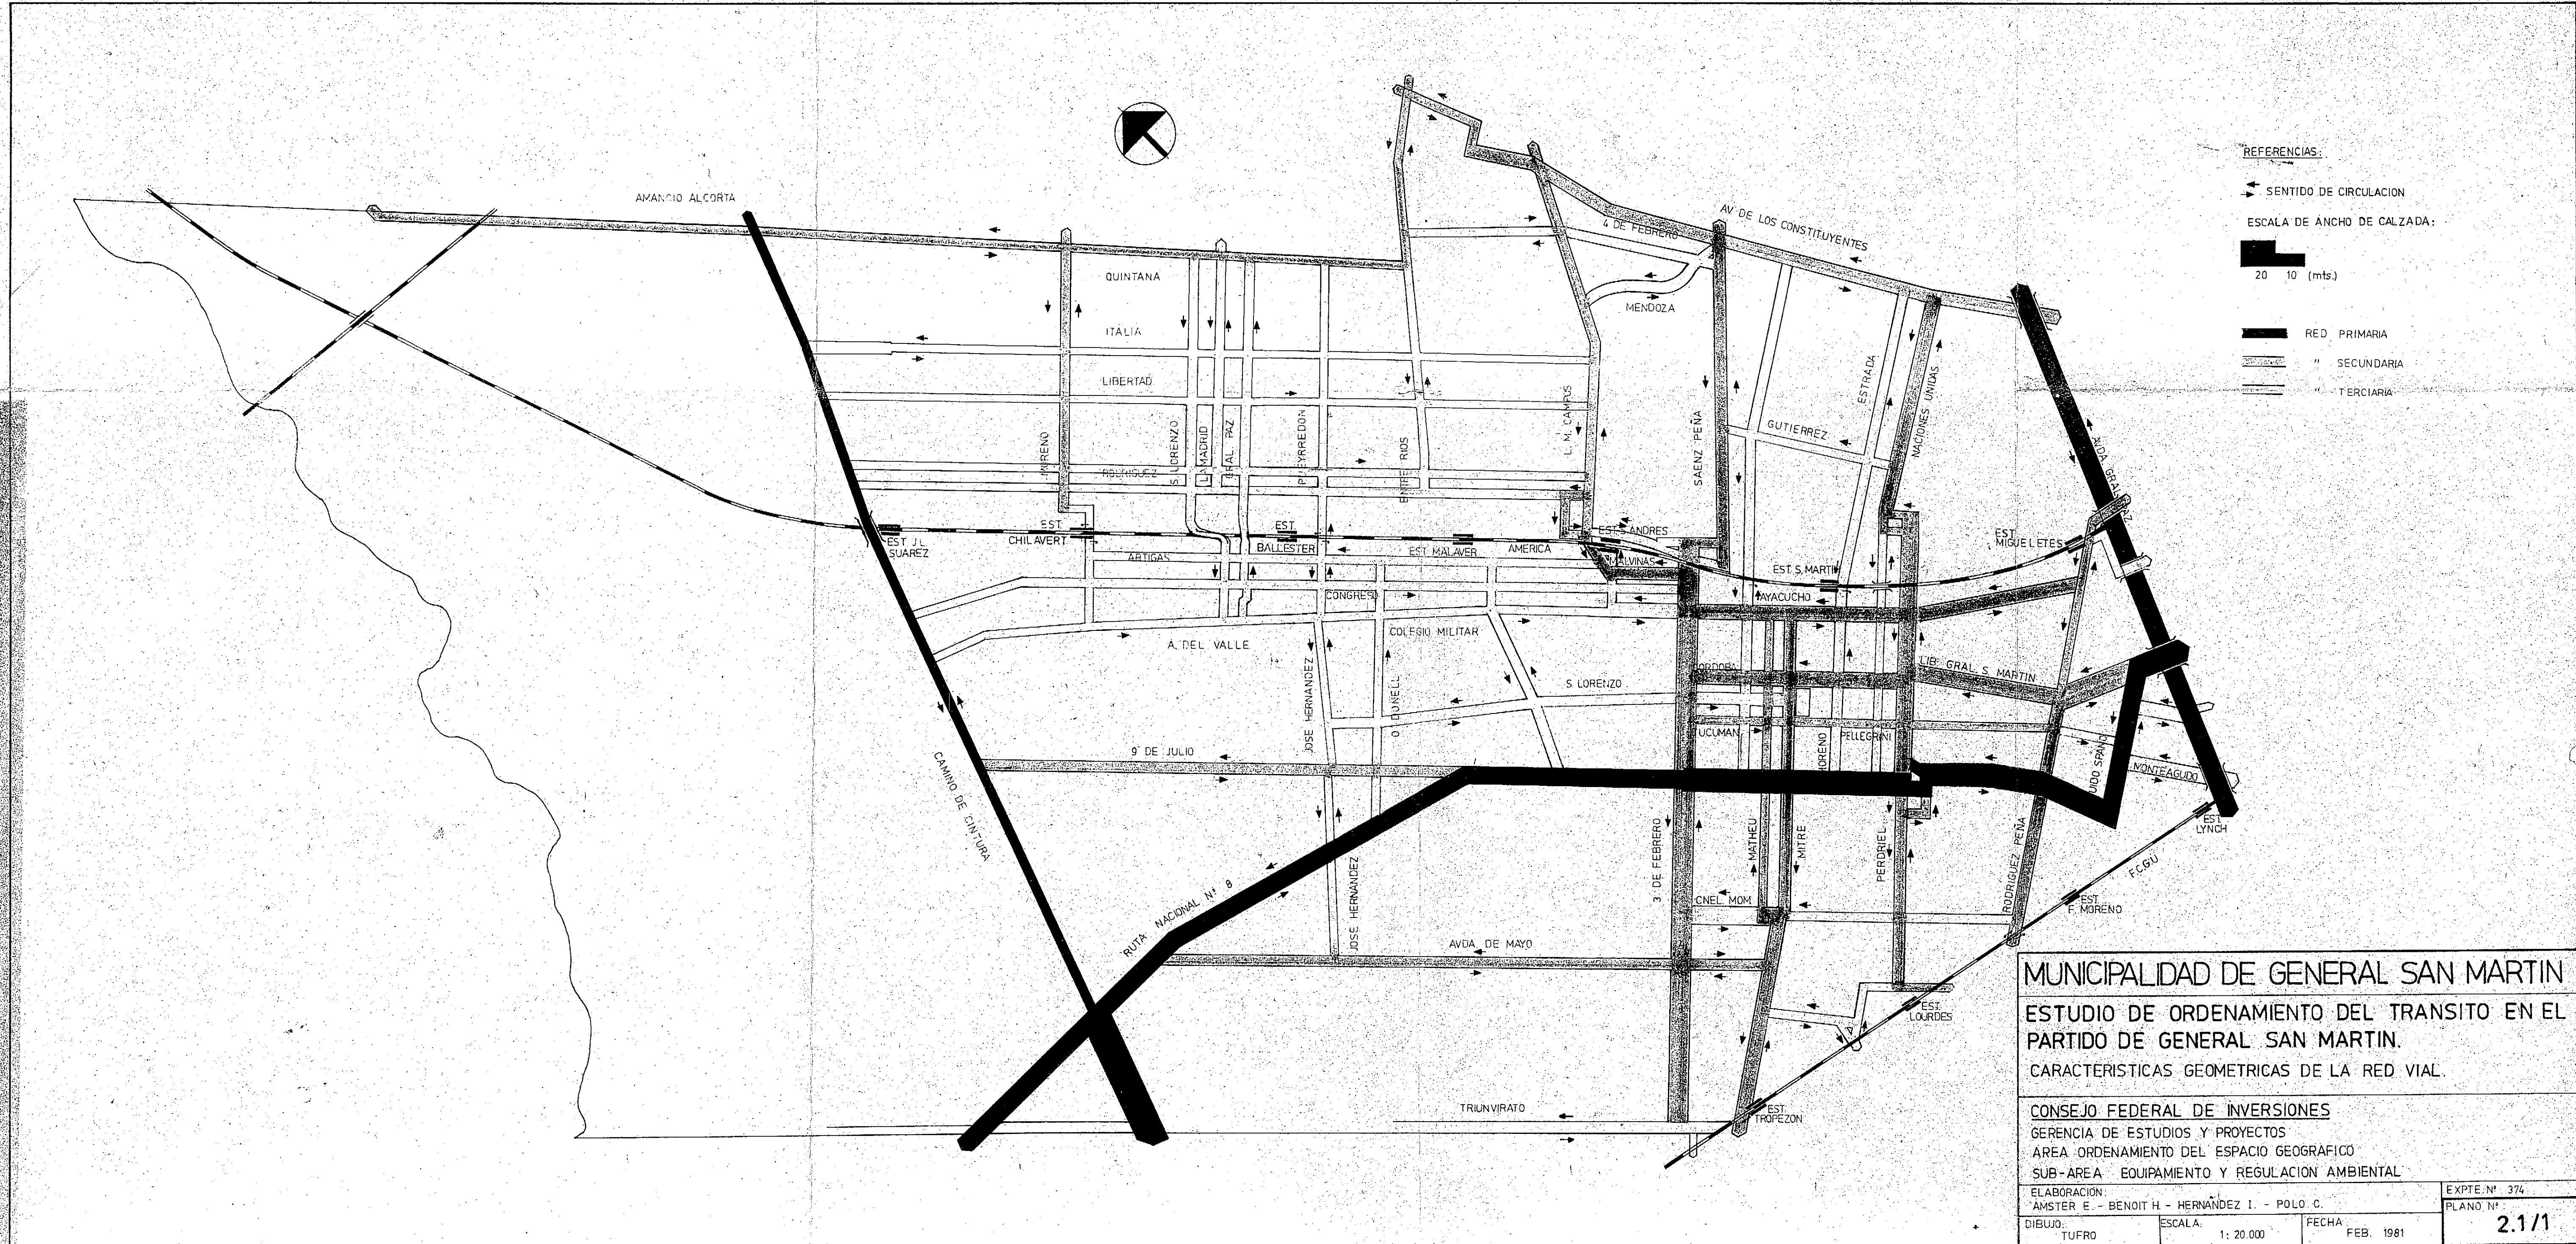 REFERENCIAS:
SENTIDO DE CIRCULACION
ESCALA DE ANCHO DE CALZADA:
20 10 (mts.)
RED PRIMARIA
" SECUNDARIA
" TERCIARIA
AMANCIO ALCORTA
AV DE LOS CONSTITUYENTES
4 DE FEBRERO
QUINTANA
MENDOZA
ITALIA
LIBERTAD
ESTRADA
NACIONES UNIDAS
L. M. CAMPOS
SAENZ PEÑA
GUTIERREZ
MORENO
S. LORENZO
LAMADRID
GRAL. PAZ
PUEYRREDON
ENTRE RIOS
RODRIGUEZ
AVDA GRAL PAZ
EST. J.L.
SUAREZ
EST.
CHILAVERT
EST.
BALLESTER
EST. MALAVER
AMERICA
EST. S. ANDRES
EST. S. MARTIN
EST.
MIGUELETES
ARTIGAS
MALVINAS
CONGRESO
AYACUCHO
COLEGIO MILITAR
A. DEL VALLE
CORDOBA
LIB. GRAL. S. MARTIN
S. LORENZO
JOSE HERNANDEZ
O DONELL
TUCUMAN
MORENO
PELLEGRINI
9 DE JULIO
MONTEAGUDO
CAMINO DE CINTURA
EST.
LYNCH
F.C.G.U
3 DE FEBRERO
MATHEU
MITRE
PERDRIEL
RODRIGUEZ PEÑA
JOSE HERNANDEZ
RUTA NACIONAL Nº 8
CNEL. MOM
EST.
F. MORENO
AVDA. DE MAYO
EST.
LOURDES
TRIUNVIRATO
EST.
TROPEZON
MUNICIPALIDAD DE GENERAL SAN MARTIN
ESTUDIO DE ORDENAMIENTO DEL TRANSITO EN EL
PARTIDO DE GENERAL SAN MARTIN.
CARACTERISTICAS GEOMETRICAS DE LA RED VIAL.
CONSEJO FEDERAL DE INVERSIONES
GERENCIA DE ESTUDIOS Y PROYECTOS
AREA ORDENAMIENTO DEL ESPACIO GEOGRAFICO
SUB-AREA EQUIPAMIENTO Y REGULACION AMBIENTAL
ELABORACION:
AMSTER E. - BENOIT H. - HERNANDEZ I. - POLO C.
EXPTE. Nº 374
PLANO Nº
2.1/1
DIBUJO:
TUFRO
ESCALA:
1: 20.000
FECHA
FEB. 1981